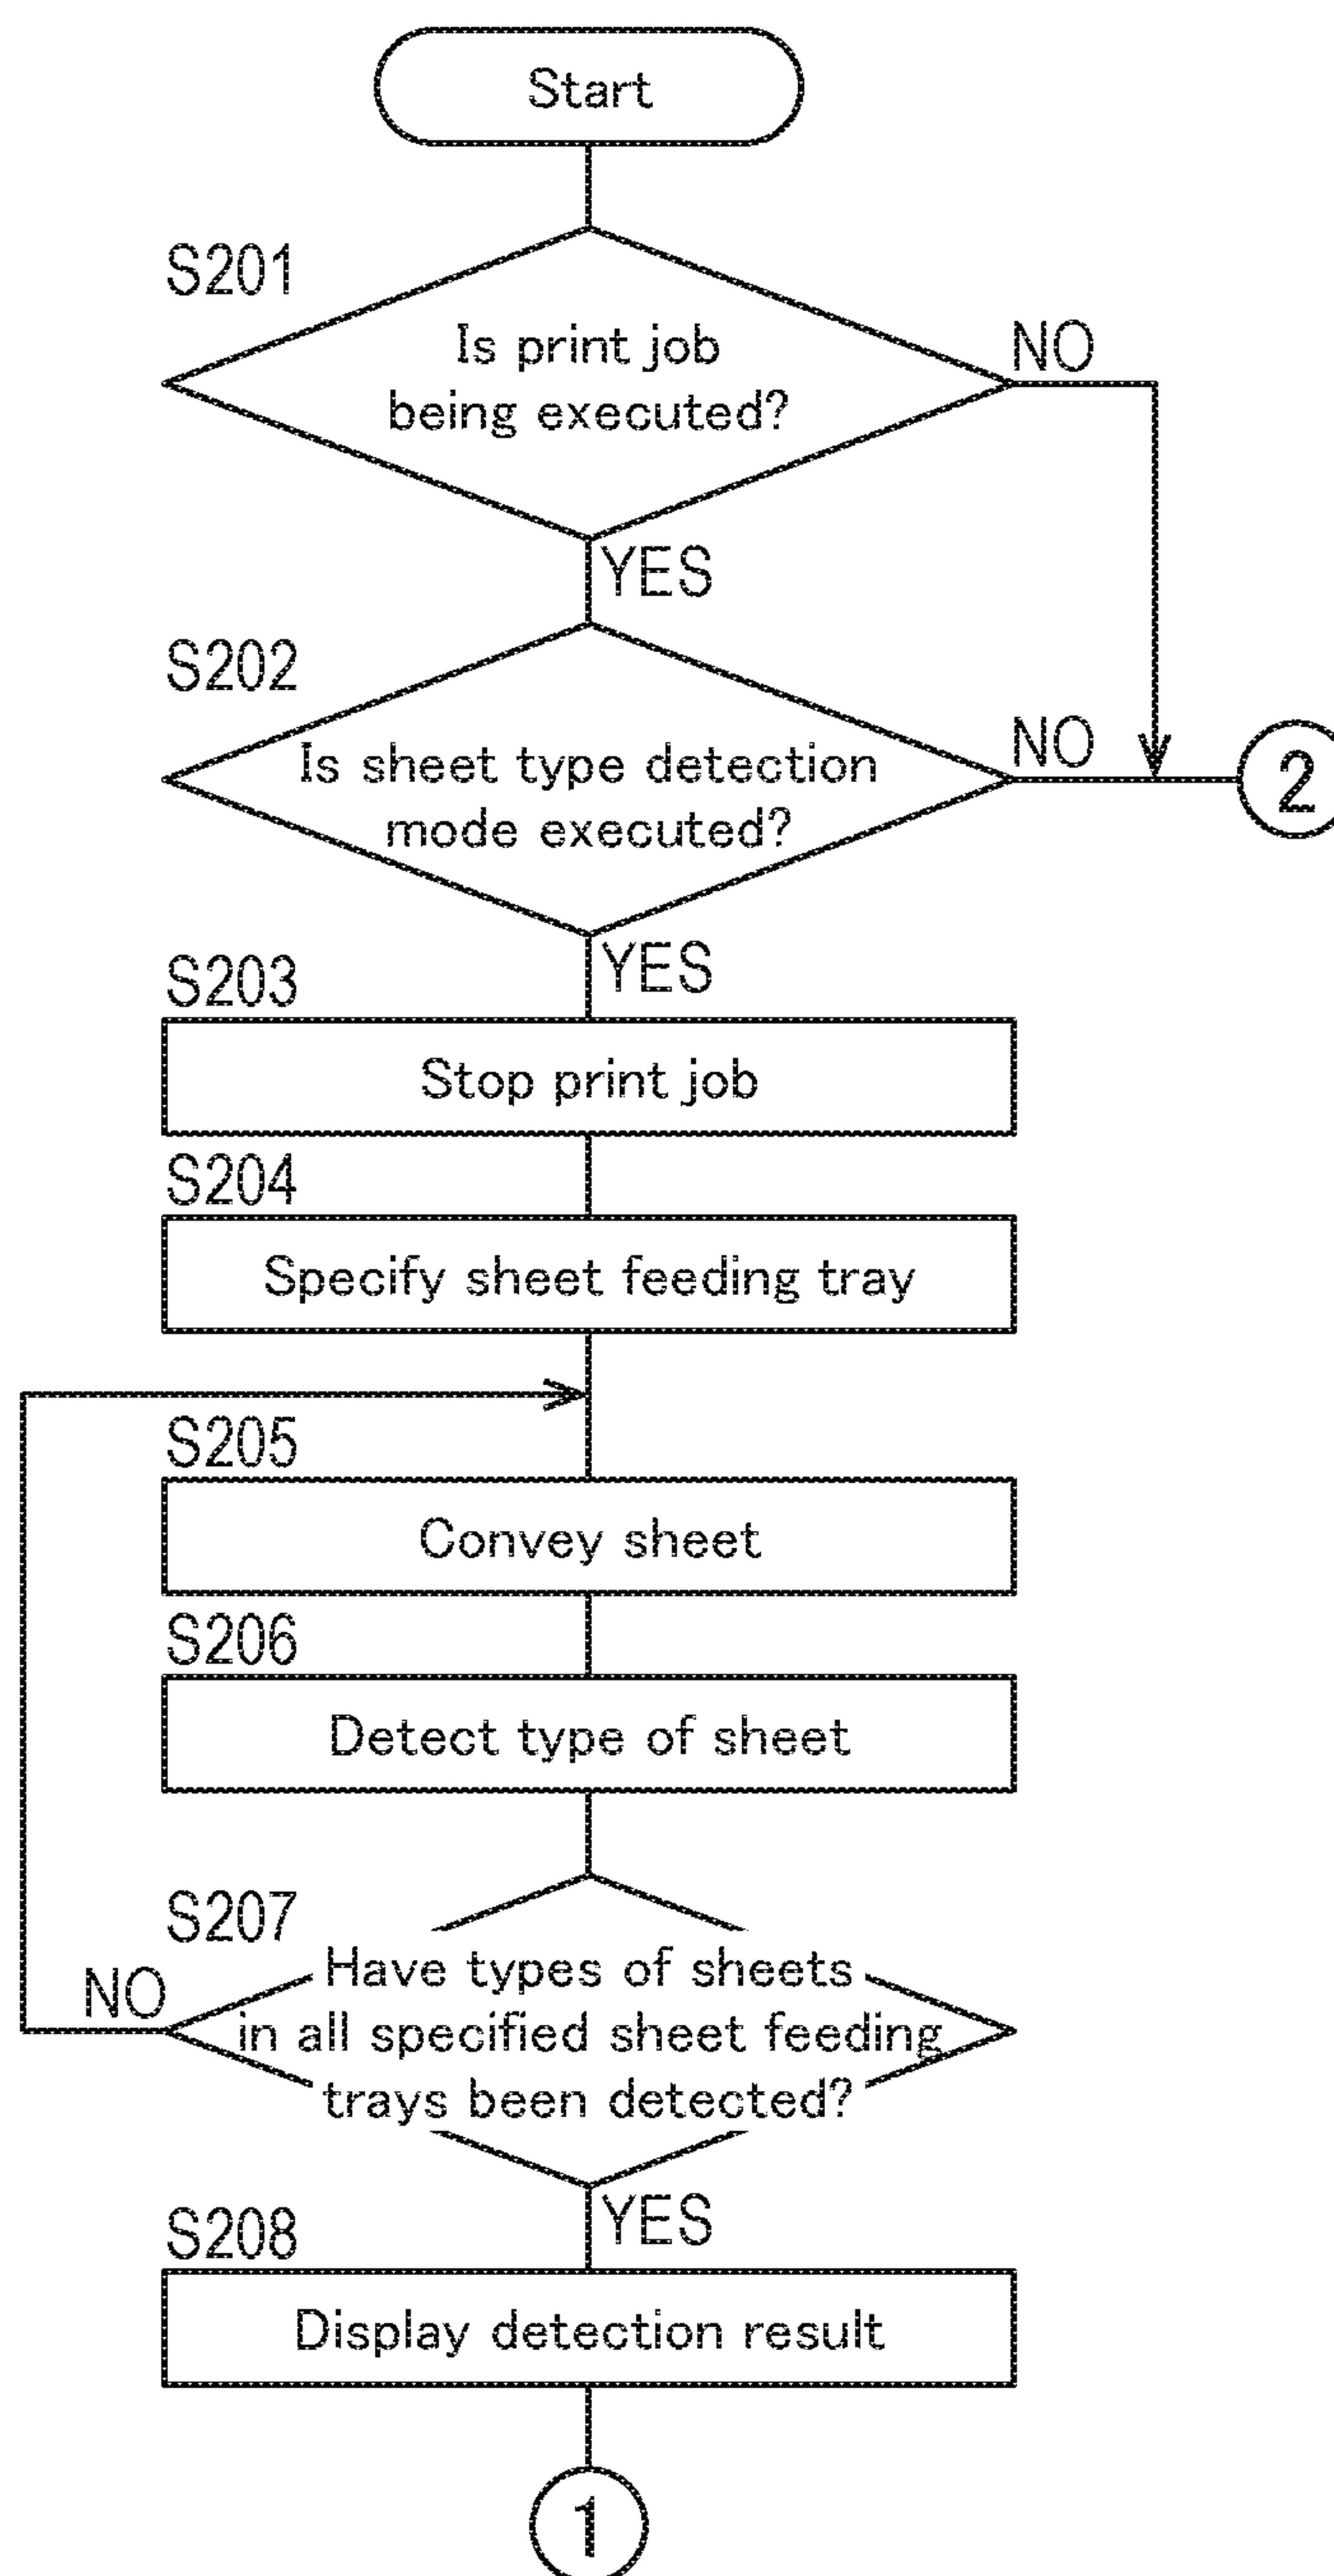 Start
S201
Is print job
being executed?
NO
YES
S202
Is sheet type detection
mode executed?
NO
2
YES
S203
Stop print job
S204
Specify sheet feeding tray
S205
Convey sheet
S206
Detect type of sheet
S207
Have types of sheets
in all specified sheet feeding
trays been detected?
NO
YES
S208
Display detection result
1